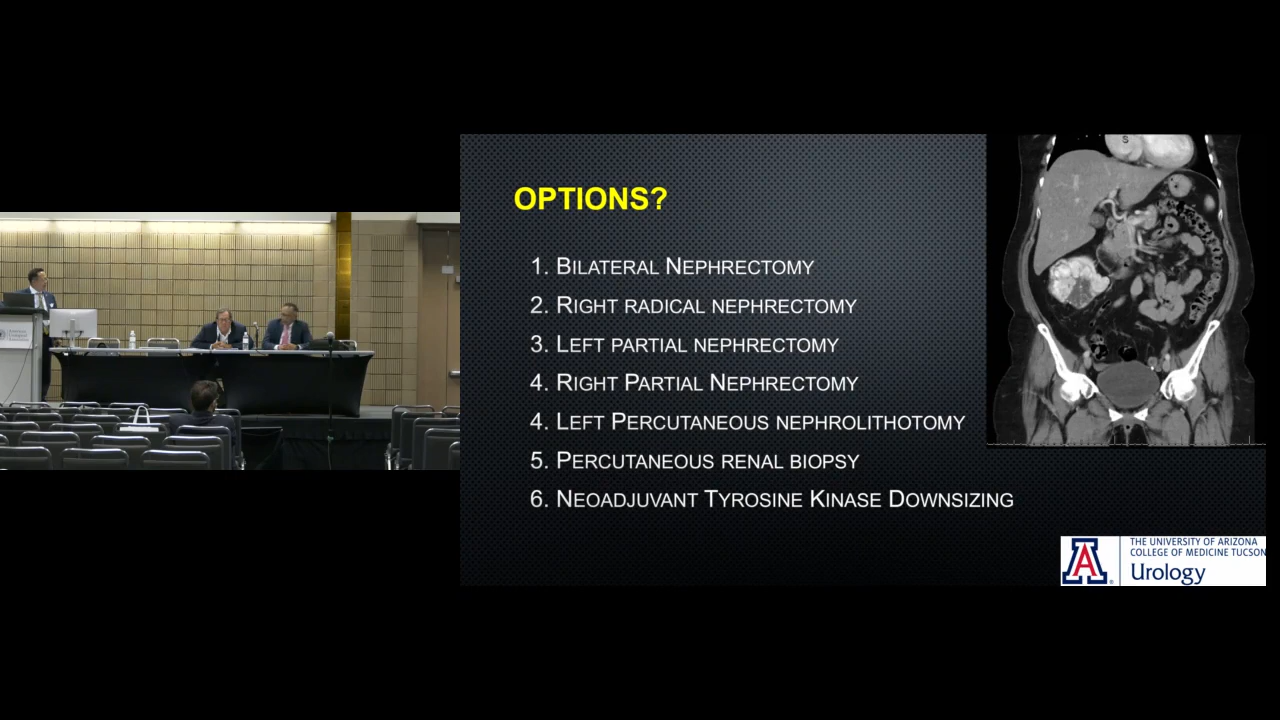 S
OPTIONS?
1. BILATERAL NEPHRECTOMY
2. RIGHT RADICAL NEPHRECTOMY
3. LEFT PARTIAL NEPHRECTOMY
4. RIGHT PARTIAL NEPHRECTOMY
4. LEFT PERCUTANEOUS NEPHROLITHOTOMY
5. PERCUTANEOUS RENAL BIOPSY
6. NEOADJUVANT TYROSINE KINASE DOWNSIZING
THE UNIVERSITY OF ARIZONA
COLLEGE OF MEDICINE TUCSON
A
Urology